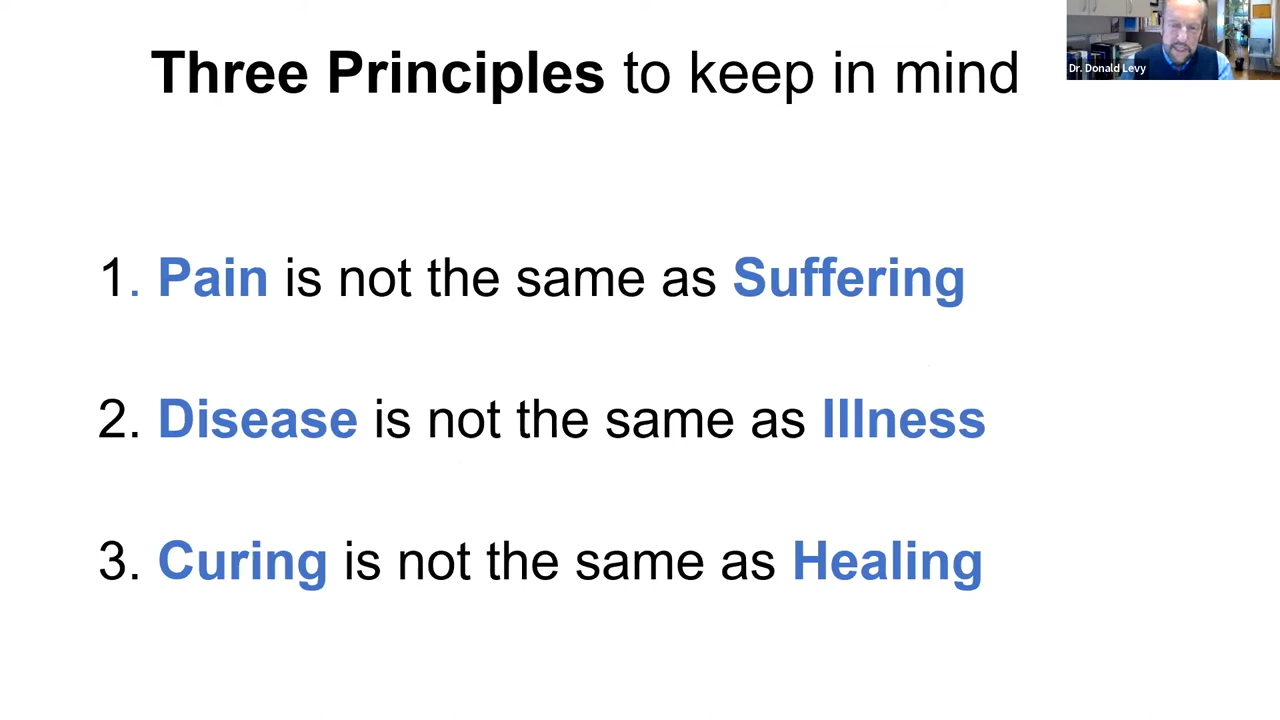 Three Principles to keep in mind
Dr. Donald Levy
1. Pain is not the same as Suffering
2. Disease is not the same as Illness
3. Curing is not the same as Healing